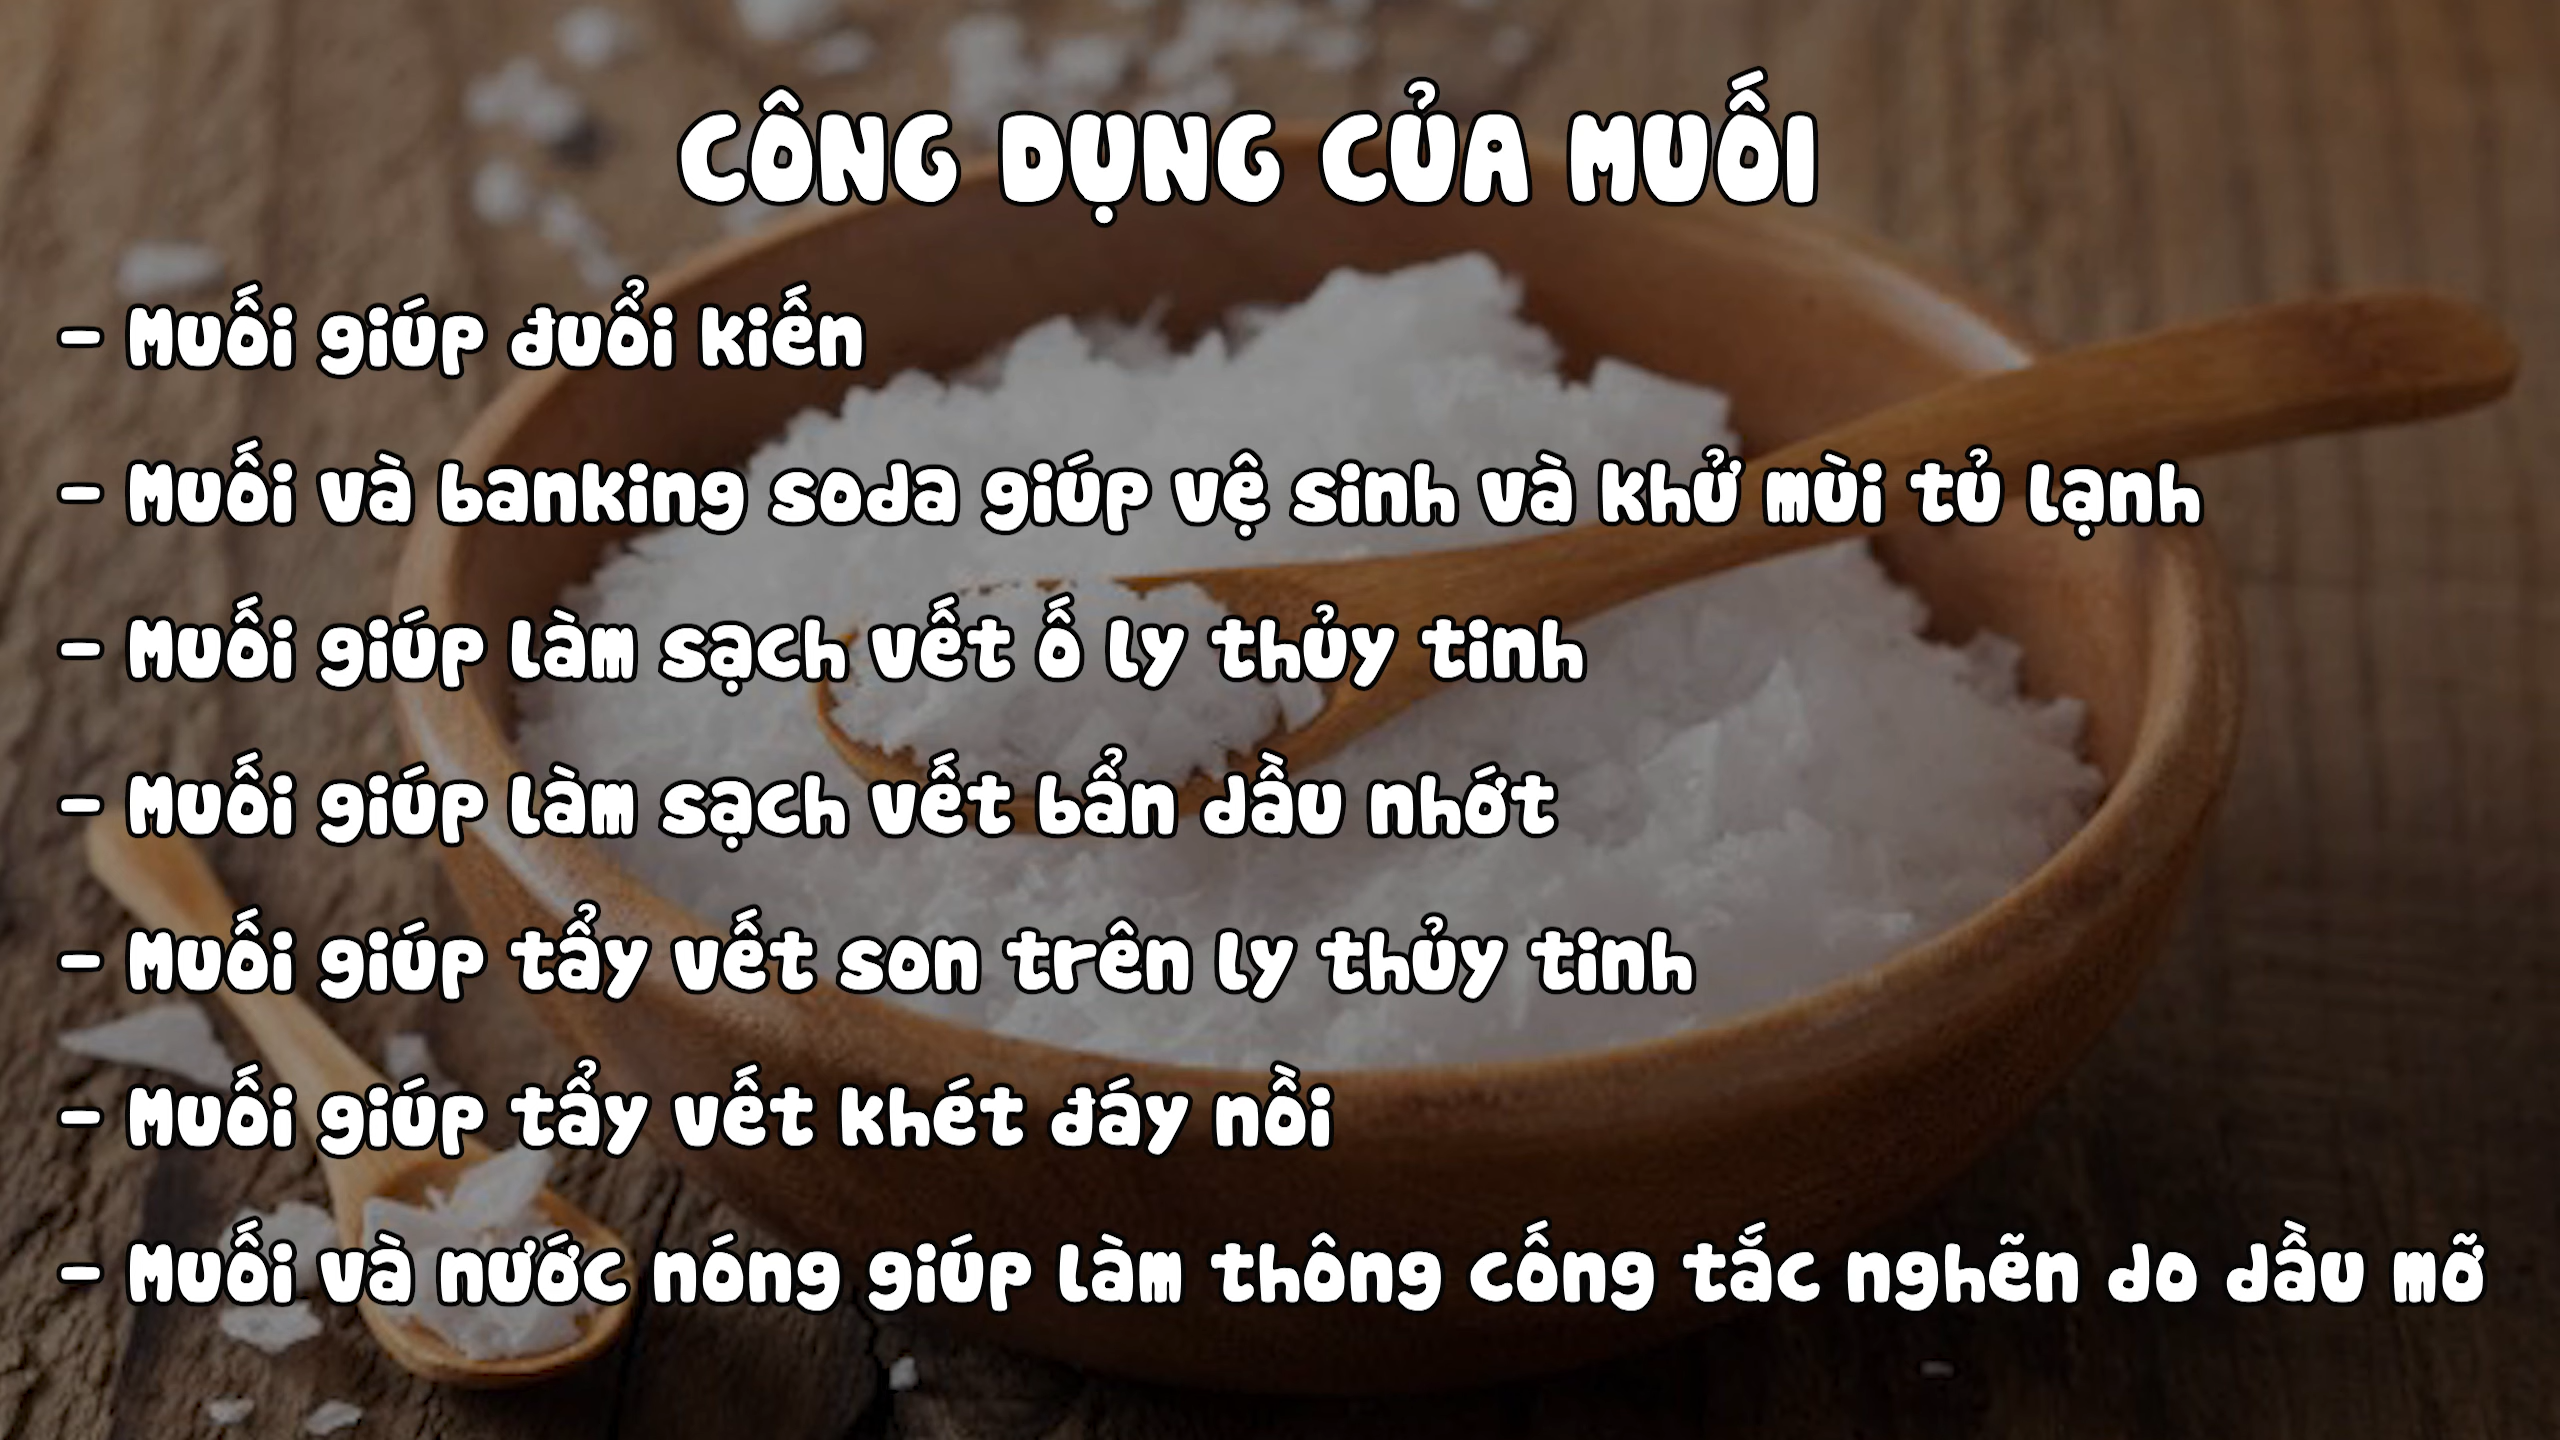 CÔNG DỤNG CỦA MUỐI
- Muối giúp đuổi kiến
- Muối và banking soda giúp vệ sinh và khử mùi tủ lạnh
- Muối giúp làm sạch vết ố ly thủy tinh
- Muối giúp làm sạch vết bẩn dầu nhớt
- Muối giúp tẩy vết son trên ly thủy tinh
- Muối giúp tẩy vết khét đáy nồi
- Muối và nước nóng giúp làm thông cống tắc nghẽn do dầu mỡ